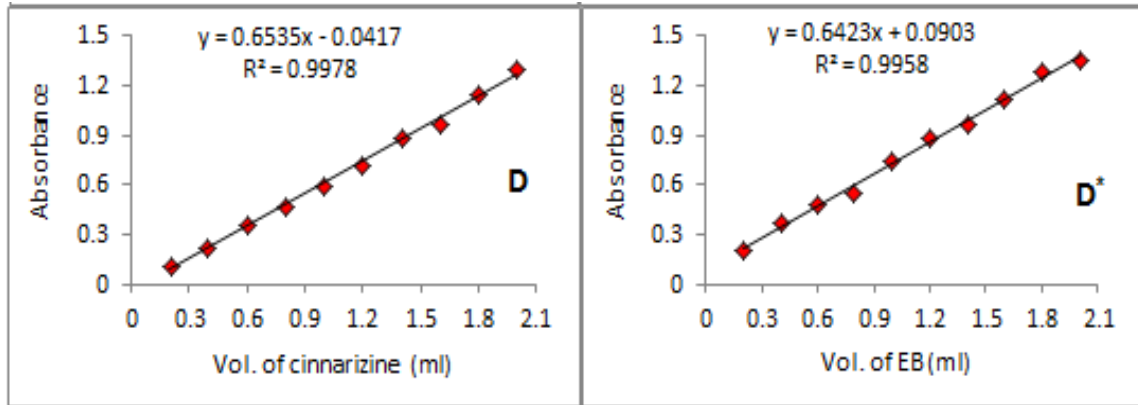 y = 0.6535x - 0.0417
R² = 0.9978
1.5
1.2
0.9
0.6
0.3
0
Absorbance
D
0 0.3 0.6 0.9 1.2 1.5 1.8 2.1
Vol. of cinnarizine (ml)
y = 0.6423x + 0.0903
R² = 0.9958
1.5
1.2
0.9
0.6
0.3
0
Absorbance
D*
0 0.3 0.6 0.9 1.2 1.5 1.8 2.1
Vol. of EB (ml)